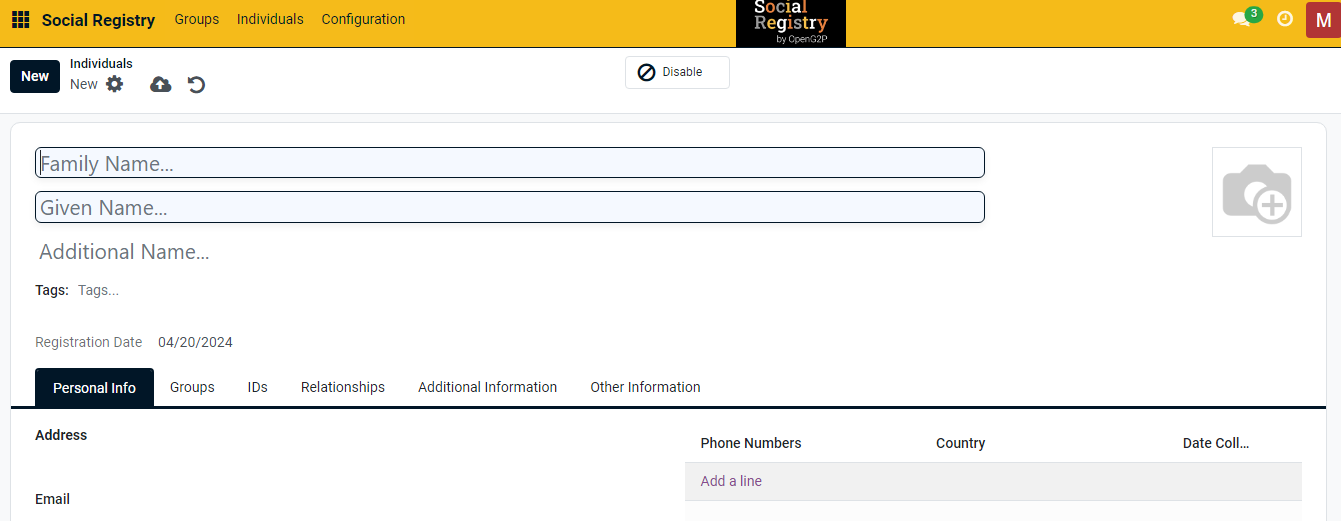 Social Registry Groups Individuals Configuration
Social
Registry
by OpenG2P
3
M
New
Individuals
New
Disable
Family Name...
Given Name...
Additional Name...
Tags: Tags...
Registration Date 04/20/2024
Personal Info Groups IDs Relationships Additional Information Other Information
Address
Phone Numbers Country Date Coll...
Add a line
Email